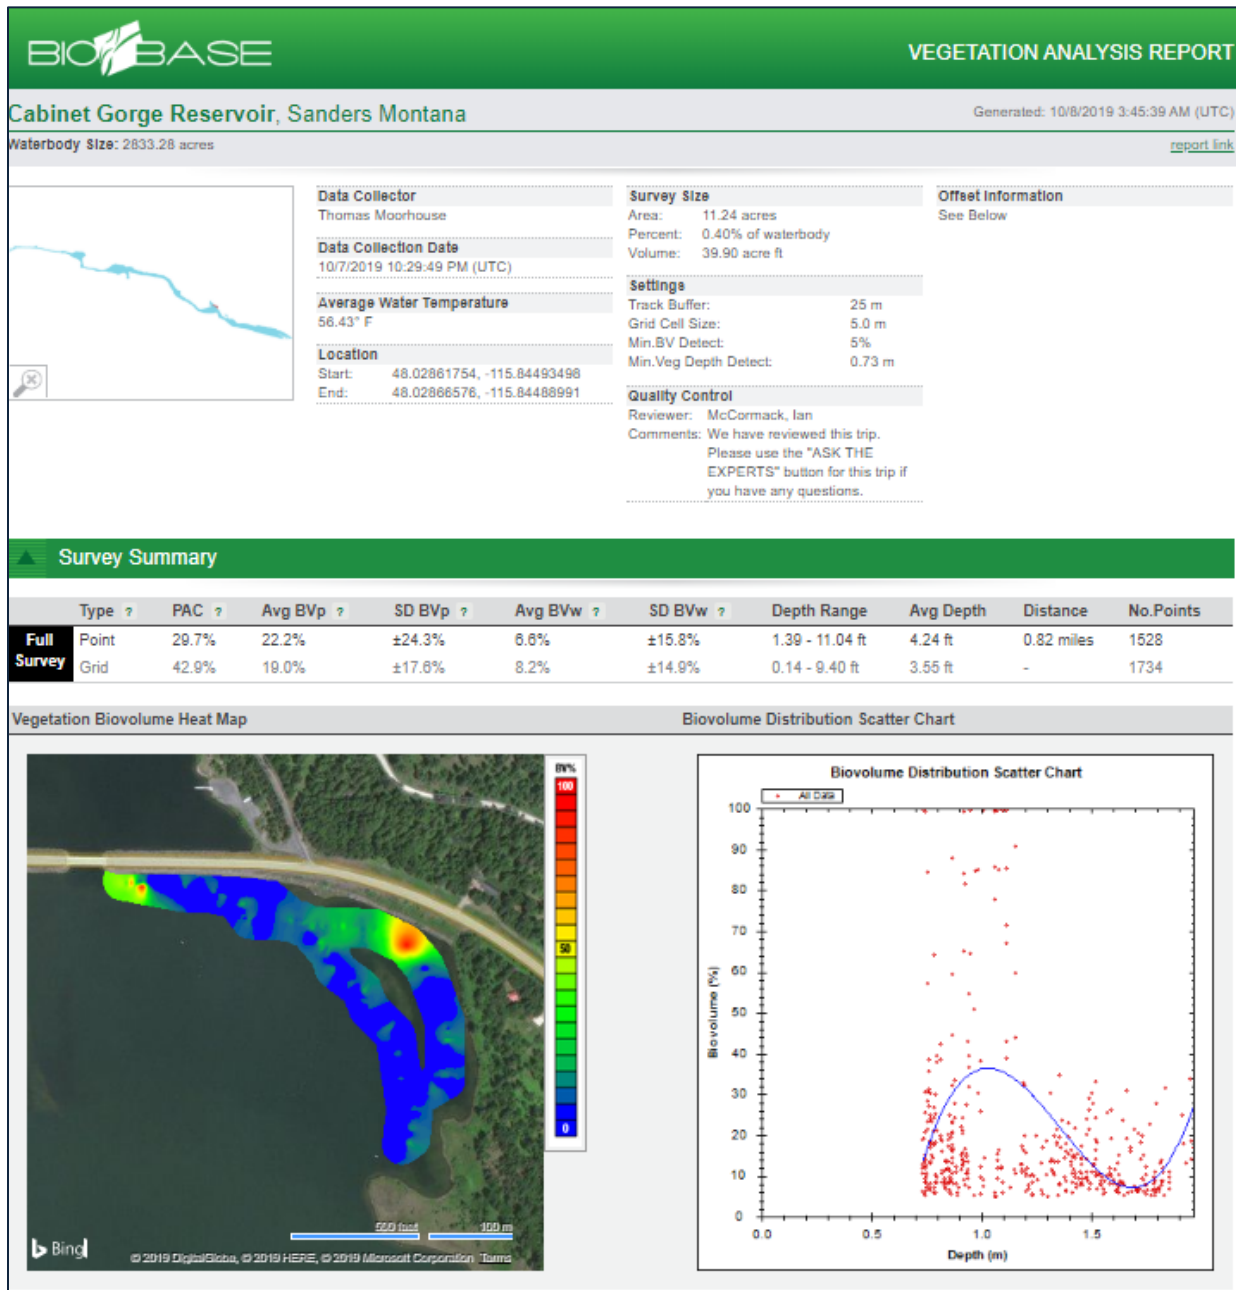 BIOBASE
VEGETATION ANALYSIS REPORT
Cabinet Gorge Reservoir, Sanders Montana
Generated: 10/8/2019 3:45:39 AM (UTC)
Waterbody Size: 2833.28 acres
report link
Data Collector
Thomas Moorhouse
Data Collection Date
10/7/2019 10:29:49 PM (UTC)
Average Water Temperature
56.43° F
Location
Start: 48.02861754, -115.84493498
End: 48.02866576, -115.84488991
Survey Size
Area: 11.24 acres
Percent: 0.40% of waterbody
Volume: 39.90 acre ft
Settings
Track Buffer: 25 m
Grid Cell Size: 5.0 m
Min.BV Detect: 5%
Min.Veg Depth Detect: 0.73 m
Quality Control
Reviewer: McCormack, Ian
Comments: We have reviewed this trip.
Please use the "ASK THE
EXPERTS" button for this trip if
you have any questions.
Offset Information
See Below
Survey Summary
Type ? PAC ? Avg BVp ? SD BVp ? Avg BVw ? SD BVw ? Depth Range Avg Depth Distance No.Points
Full Survey
Point 29.7% 22.2% ±24.3% 6.6% ±15.8% 1.39 - 11.04 ft 4.24 ft 0.82 miles 1528
Grid 42.9% 19.0% ±17.6% 8.2% ±14.9% 0.14 - 9.40 ft 3.55 ft - 1734
Vegetation Biovolume Heat Map
BV%
100
50
0
500 feet 100 m
Bing
© 2019 DigitalGlobe, © 2019 HERE, © 2019 Microsoft Corporation Terms
Biovolume Distribution Scatter Chart
Biovolume Distribution Scatter Chart
All Data
100
90
80
70
60
50
40
30
20
10
0
Biovolume (%)
0.0 0.5 1.0 1.5
Depth (m)